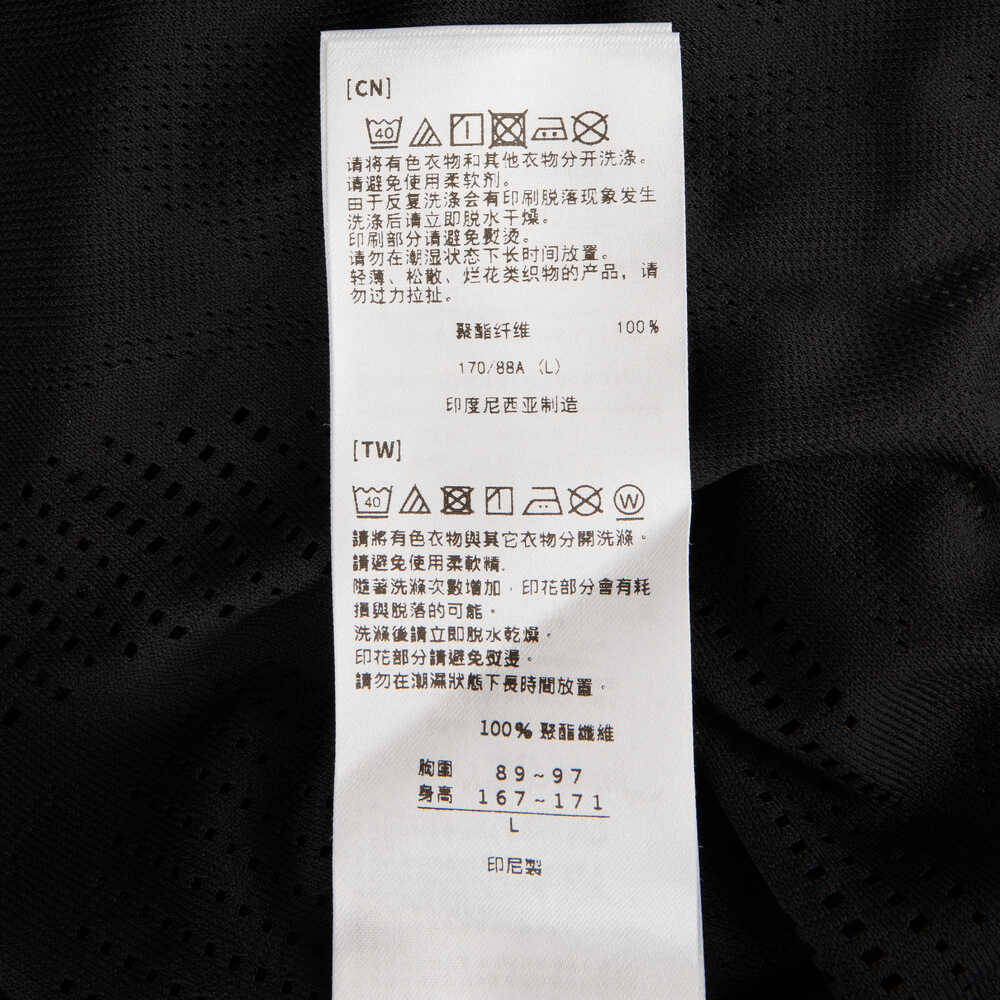 [CN]
40
请将有色衣物和其他衣物分开洗涤。
请避免使用柔软剂。
由于反复洗涤会有印刷脱落现象发生
洗涤后请立即脱水干燥。
印刷部分请避免熨烫。
请勿在潮湿状态下长时间放置。
轻薄、松散、烂花类织物的产品，请
勿过力拉扯。
聚酯纤维 100%
170/88A (L)
印度尼西亚制造
[TW]
40 W
請將有色衣物與其它衣物分開洗滌。
請避免使用柔軟精.
隨著洗滌次數增加，印花部分會有耗
損與脫落的可能。
洗滌後請立即脫水乾燥。
印花部分請避免熨燙。
請勿在潮濕狀態下長時間放置。
100% 聚酯纖維
胸圍 89~97
身高 167~171
L
印尼製